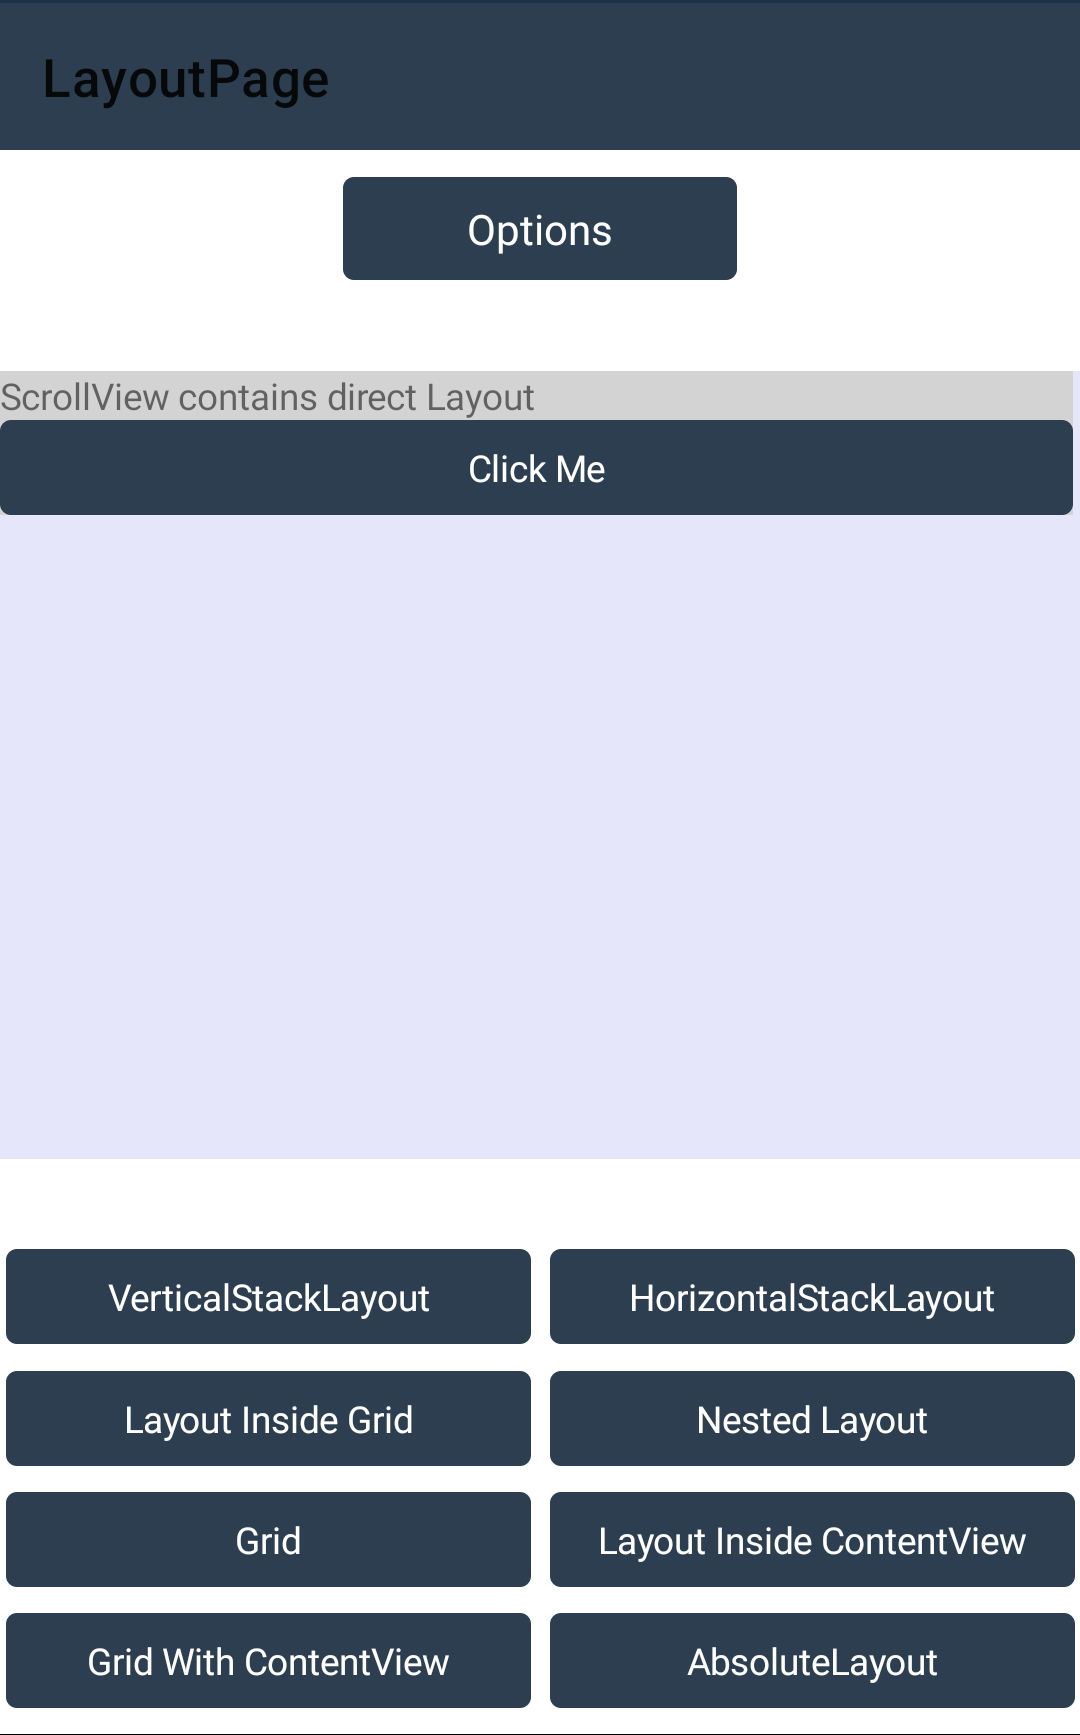 LayoutPage
Options
ScrollView contains direct Layout
Click Me
VerticalStackLayout
HorizontalStackLayout
Layout Inside Grid
Nested Layout
Grid
Layout Inside ContentView
Grid With ContentView
AbsoluteLayout